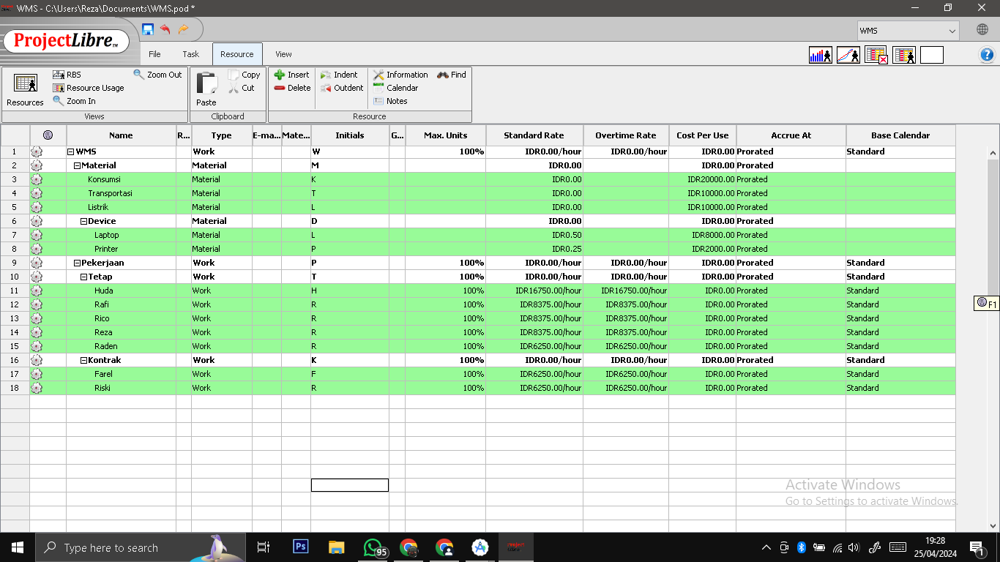 WMS - C:\Users\Reza\Documents\WMS.pod *
ProjectLibre™
WMS
File Task Resource View
Resources
RBS
Resource Usage
Zoom In
Zoom Out
Views
Paste
Copy
Cut
Clipboard
Insert
Delete
Indent
Outdent
Information
Calendar
Notes
Find
Resource
Name R... Type E-ma... Mate... Initials G... Max. Units Standard Rate Overtime Rate Cost Per Use Accrue At Base Calendar
1 WMS Work W 100% IDR0.00/hour IDR0.00/hour IDR0.00 Prorated Standard
2 Material Material M IDR0.00 IDR0.00 Prorated
3 Konsumsi Material K IDR0.00 IDR20000.00 Prorated
4 Transportasi Material T IDR0.00 IDR10000.00 Prorated
5 Listrik Material L IDR0.00 IDR10000.00 Prorated
6 Device Material D IDR0.00 IDR0.00 Prorated
7 Laptop Material L IDR0.50 IDR8000.00 Prorated
8 Printer Material P IDR0.25 IDR2000.00 Prorated
9 Pekerjaan Work P 100% IDR0.00/hour IDR0.00/hour IDR0.00 Prorated Standard
10 Tetap Work T 100% IDR0.00/hour IDR0.00/hour IDR0.00 Prorated Standard
11 Huda Work H 100% IDR16750.00/hour IDR16750.00/hour IDR0.00 Prorated Standard
12 Rafi Work R 100% IDR8375.00/hour IDR8375.00/hour IDR0.00 Prorated Standard
13 Rico Work R 100% IDR8375.00/hour IDR8375.00/hour IDR0.00 Prorated Standard
14 Reza Work R 100% IDR8375.00/hour IDR8375.00/hour IDR0.00 Prorated Standard
15 Raden Work R 100% IDR6250.00/hour IDR6250.00/hour IDR0.00 Prorated Standard
16 Kontrak Work K 100% IDR0.00/hour IDR0.00/hour IDR0.00 Prorated Standard
17 Farel Work F 100% IDR6250.00/hour IDR6250.00/hour IDR0.00 Prorated Standard
18 Riski Work R 100% IDR6250.00/hour IDR6250.00/hour IDR0.00 Prorated Standard
F1
Activate Windows
Go to Settings to activate Windows.
Type here to search
Ps
95
19:28
25/04/2024
1